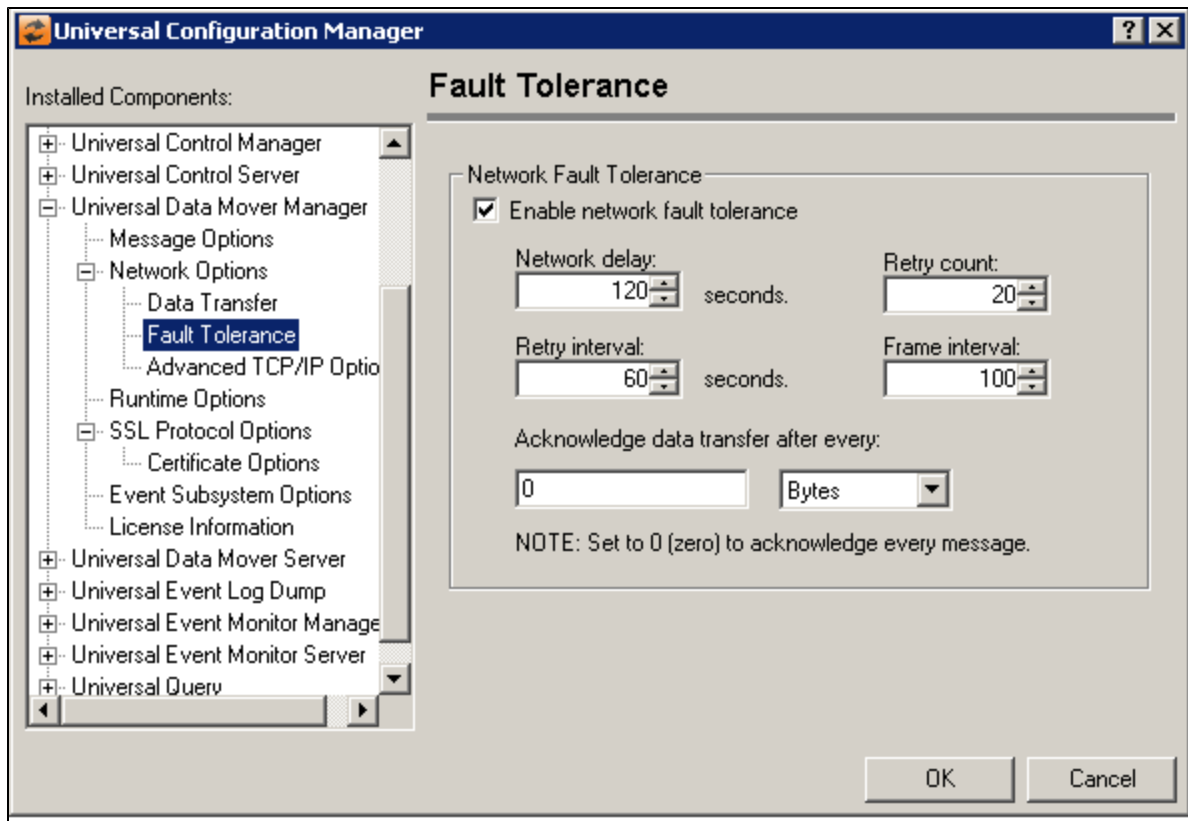 Universal Configuration Manager
Installed Components:
Universal Control Manager
Universal Control Server
Universal Data Mover Manager
Message Options
Network Options
Data Transfer
Fault Tolerance
Advanced TCP/IP Optio
Runtime Options
SSL Protocol Options
Certificate Options
Event Subsystem Options
License Information
Universal Data Mover Server
Universal Event Log Dump
Universal Event Monitor Manage
Universal Event Monitor Server
Universal Query
Fault Tolerance
Network Fault Tolerance
Enable network fault tolerance
Network delay:
120 seconds.
Retry count:
20
Retry interval:
60 seconds.
Frame interval:
100
Acknowledge data transfer after every:
0 Bytes
NOTE: Set to 0 (zero) to acknowledge every message.
OK Cancel